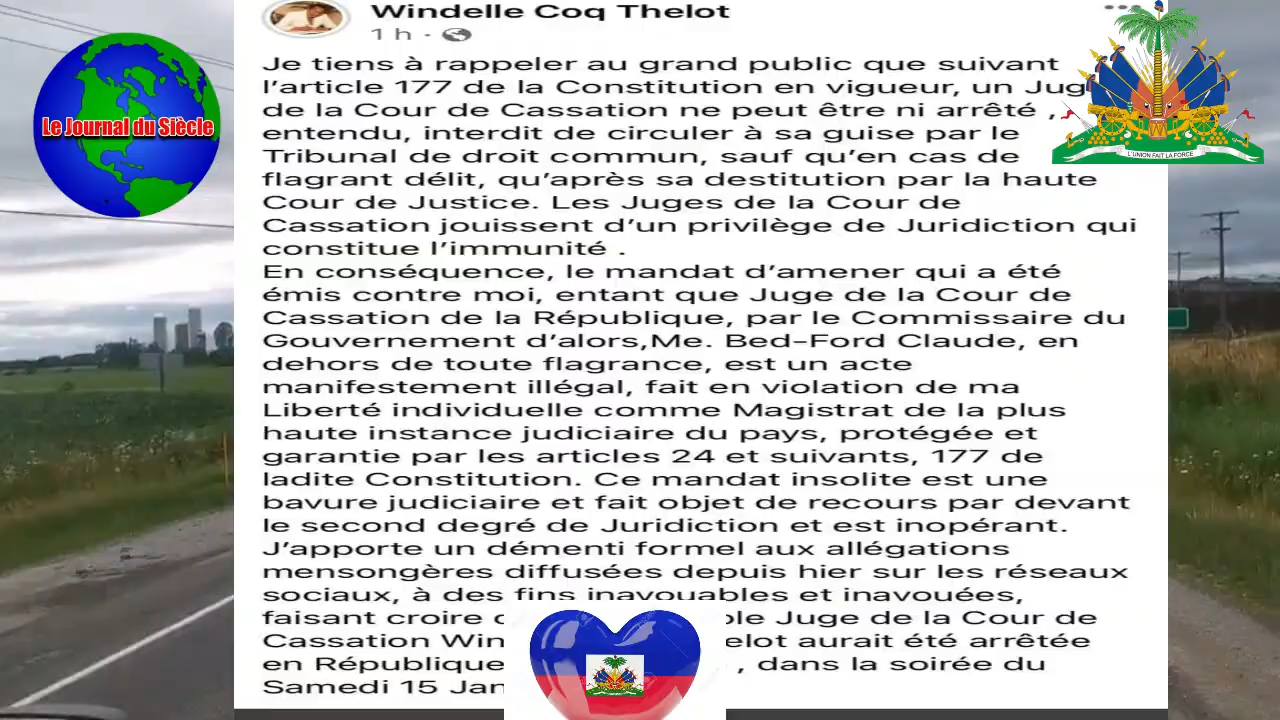 Windelle Coq Thelot
1 h ·
Le Journal du Siècle
L'UNION FAIT LA FORCE
Je tiens à rappeler au grand public que suivant
l'article 177 de la Constitution en vigueur, un
de la Cour de Cassation ne peut être ni arrêté ,
entendu, interdit de circuler à sa guise par le
Tribunal de droit commun, sauf qu'en cas de
flagrant délit, qu'après sa destitution par la haute
Cour de Justice. Les Juges de la Cour de
Cassation jouissent d'un privilège de Juridiction qui
constitue l'immunité .
En conséquence, le mandat d'amener qui a été
émis contre moi, entant que Juge de la Cour de
Cassation de la République, par le Commissaire du
Gouvernement d'alors,Me. Bed-Ford Claude, en
dehors de toute flagrance, est un acte
manifestement illégal, fait en violation de ma
Liberté individuelle comme Magistrat de la plus
haute instance judiciaire du pays, protégée et
garantie par les articles 24 et suivants, 177 de
ladite Constitution. Ce mandat insolite est une
bavure judiciaire et fait objet de recours par devant
le second degré de Juridiction et est inopérant.
J'apporte un démenti formel aux allégations
mensongères diffusées depuis hier sur les réseaux
sociaux, à des fins inavouables et inavouées,
faisant croire Juge de la Cour de
Cassation aurait été arrêtée
en République , dans la soirée du
Samedi 15